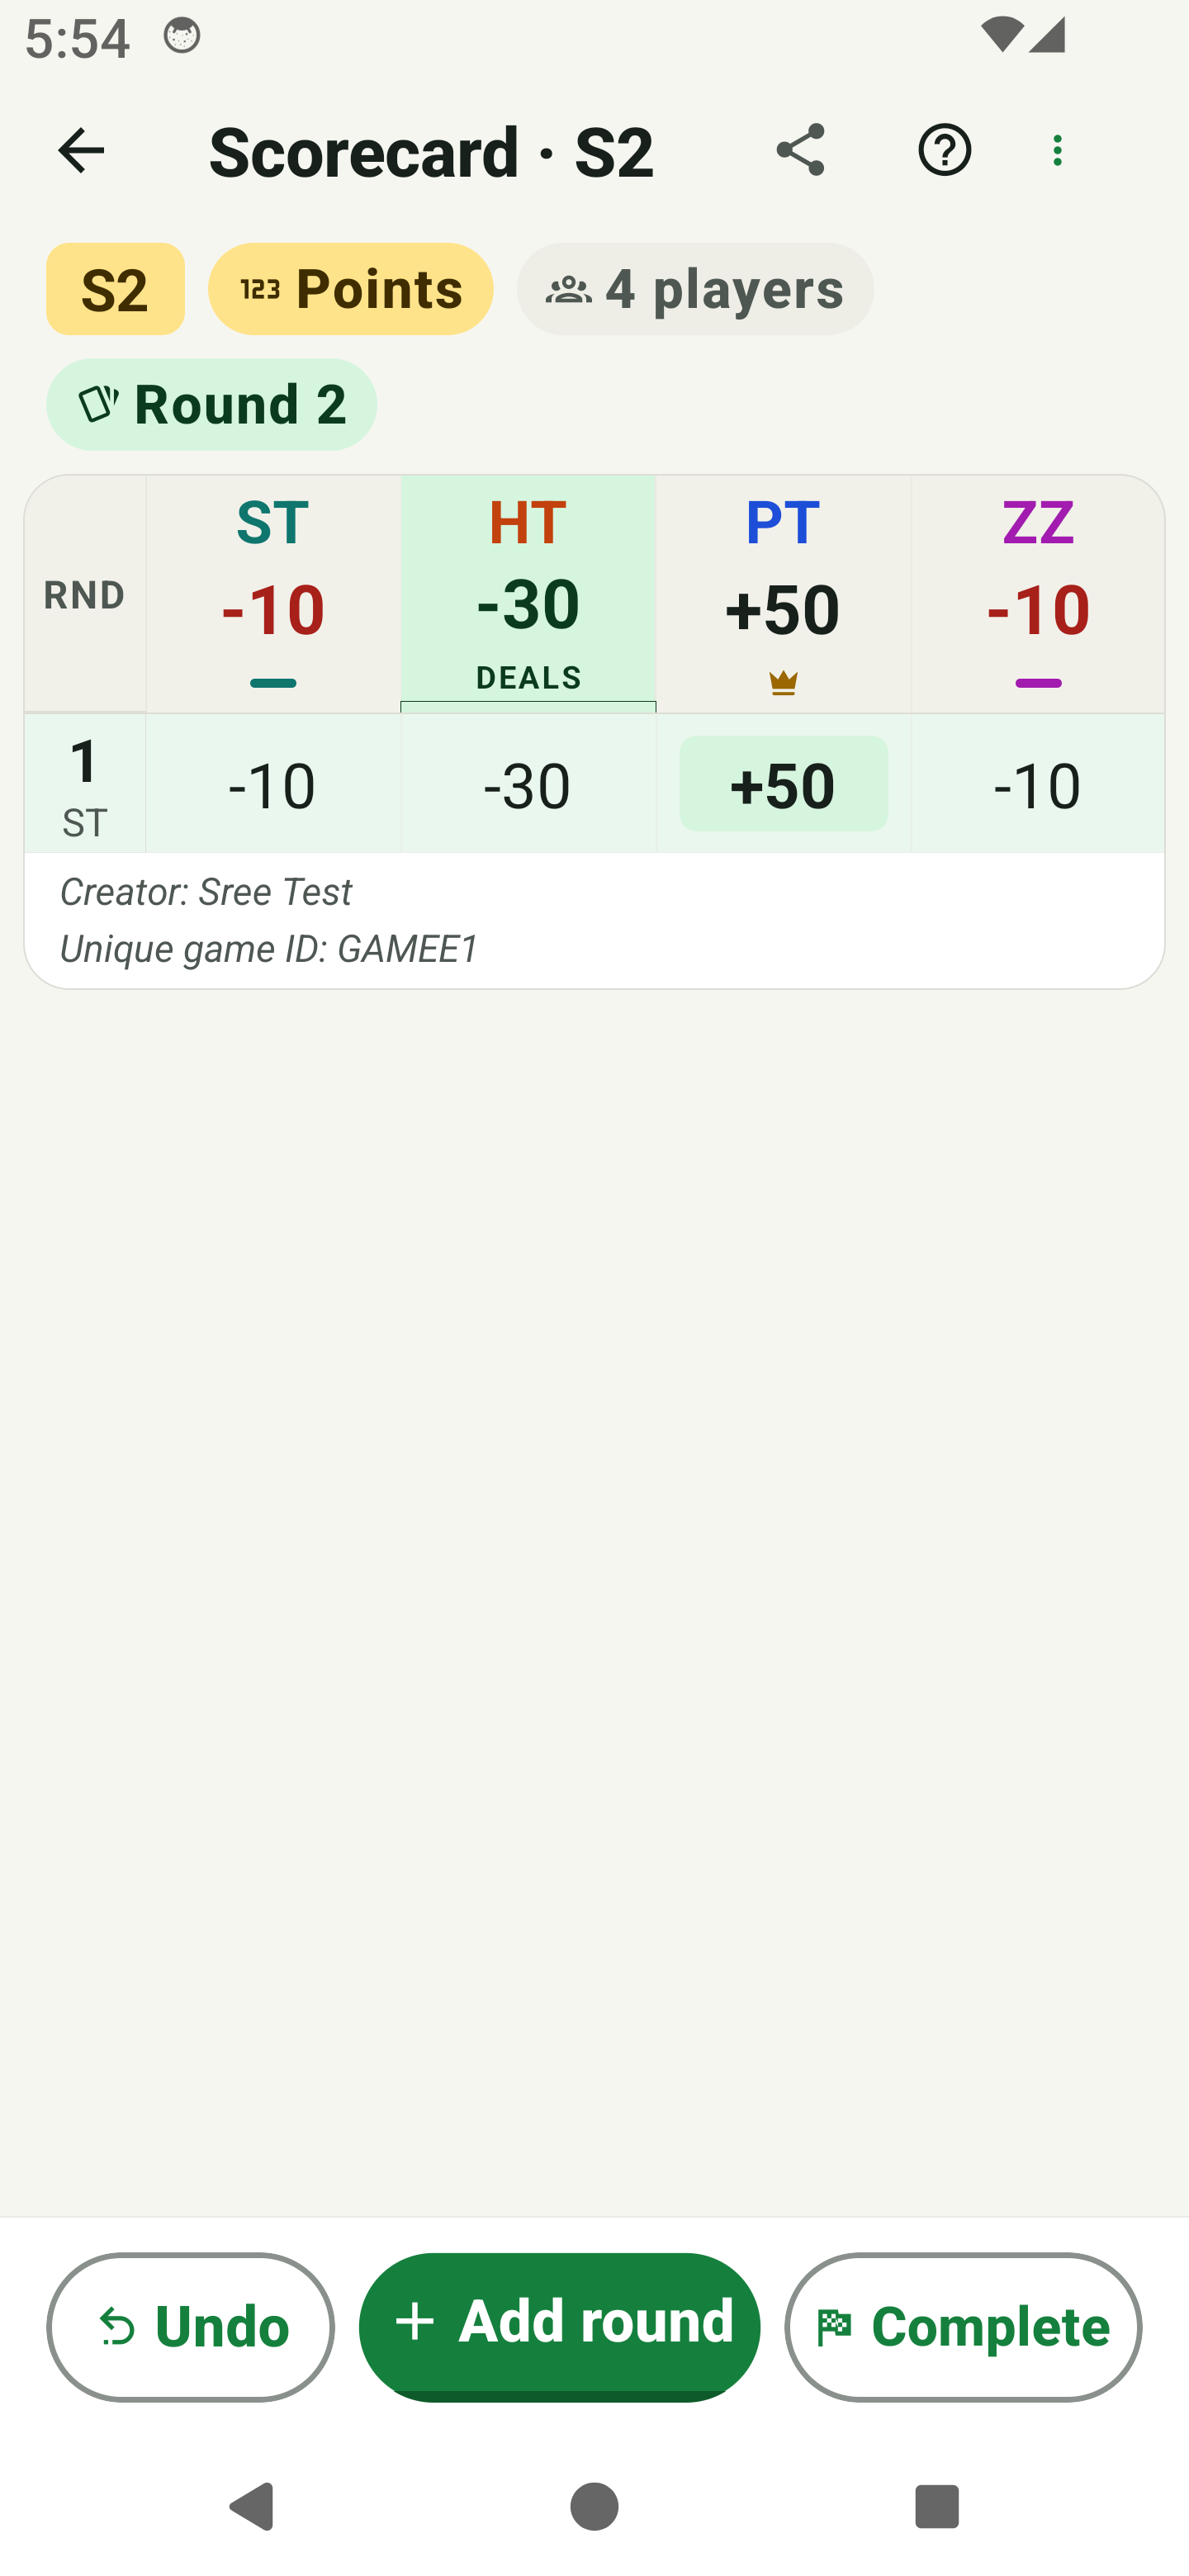 5:54
Scorecard · S2
S2
123 Points
4 players
Round 2
RND ST HT PT ZZ
-10 -30 +50 -10
DEALS
1 -10 -30 +50 -10
ST
Creator: Sree Test
Unique game ID: GAMEE1
Undo
+ Add round
Complete